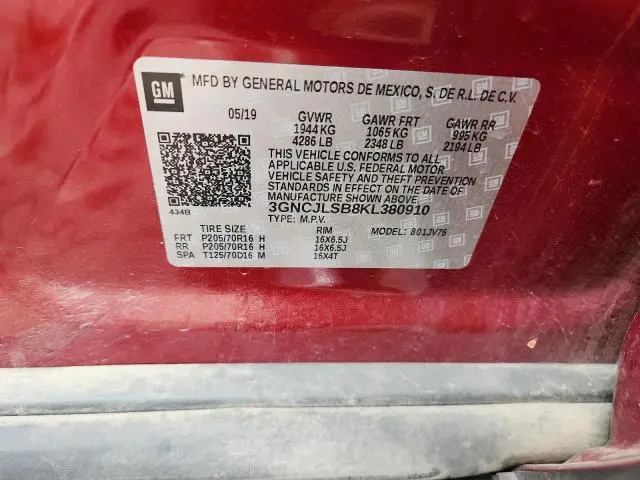 GM
MFD BY GENERAL MOTORS DE MEXICO, S. DE R.L. DE C.V.
05/19 GVWR GAWR FRT GAWR RR
1944 KG 1065 KG 995 KG
4286 LB 2348 LB 2194 LB
THIS VEHICLE CONFORMS TO ALL
APPLICABLE U.S. FEDERAL MOTOR
VEHICLE SAFETY AND THEFT PREVENTION
STANDARDS IN EFFECT ON THE DATE OF
MANUFACTURE SHOWN ABOVE.
3GNCJLSB8KL380910
434B
TYPE: M.P.V. MODEL: 801JV76
TIRE SIZE RIM
FRT P205/70R16 H 16X6.5J
RR P205/70R16 H 16X6.5J
SPA T125/70D16 M 16X4T